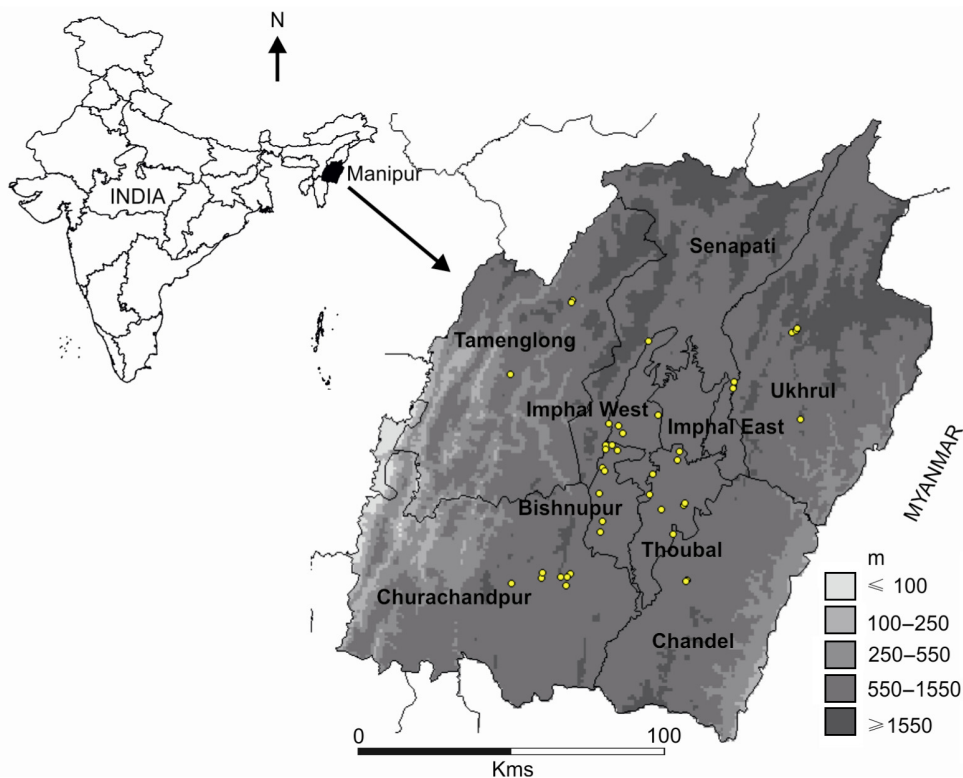 N
Manipur
INDIA
Senapati
Tamenglong
Ukhrul
Imphal West
Imphal East
MYANMAR
Bishnupur
Thoubal
Churachandpur
Chandel
m
⩽ 100
100–250
250–550
550–1550
⩾1550
0 100
Kms